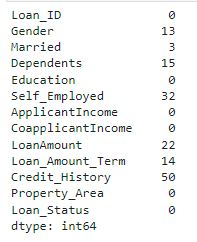 Loan_ID 0
Gender 13
Married 3
Dependents 15
Education 0
Self_Employed 32
ApplicantIncome 0
CoapplicantIncome 0
LoanAmount 22
Loan_Amount_Term 14
Credit_History 50
Property_Area 0
Loan_Status 0
dtype: int64